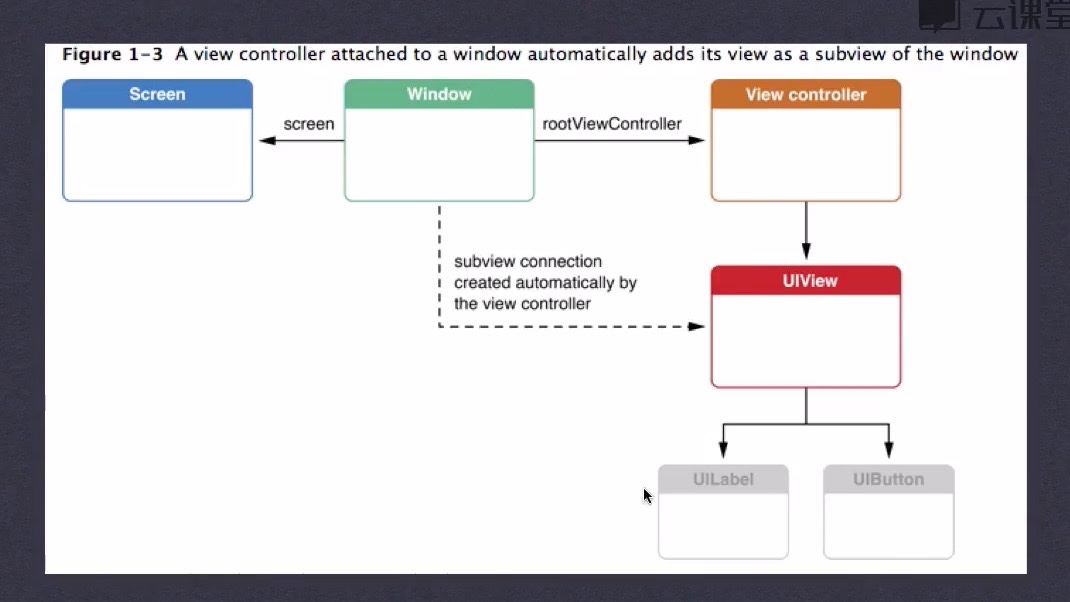 云课堂
Figure 1-3 A view controller attached to a window automatically adds its view as a subview of the window
Screen
Window
View controller
screen
rootViewController
subview connection
created automatically by
the view controller
UIView
UILabel
UIButton